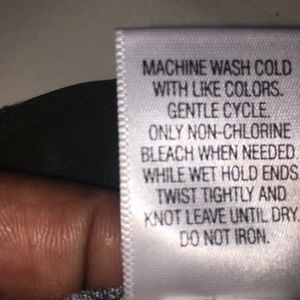 MACHINE WASH COLD
WITH LIKE COLORS.
GENTLE CYCLE.
ONLY NON-CHLORINE
BLEACH WHEN NEEDED
WHILE WET HOLD ENDS
TWIST TIGHTLY AND
KNOT LEAVE UNTIL DRY.
DO NOT IRON.